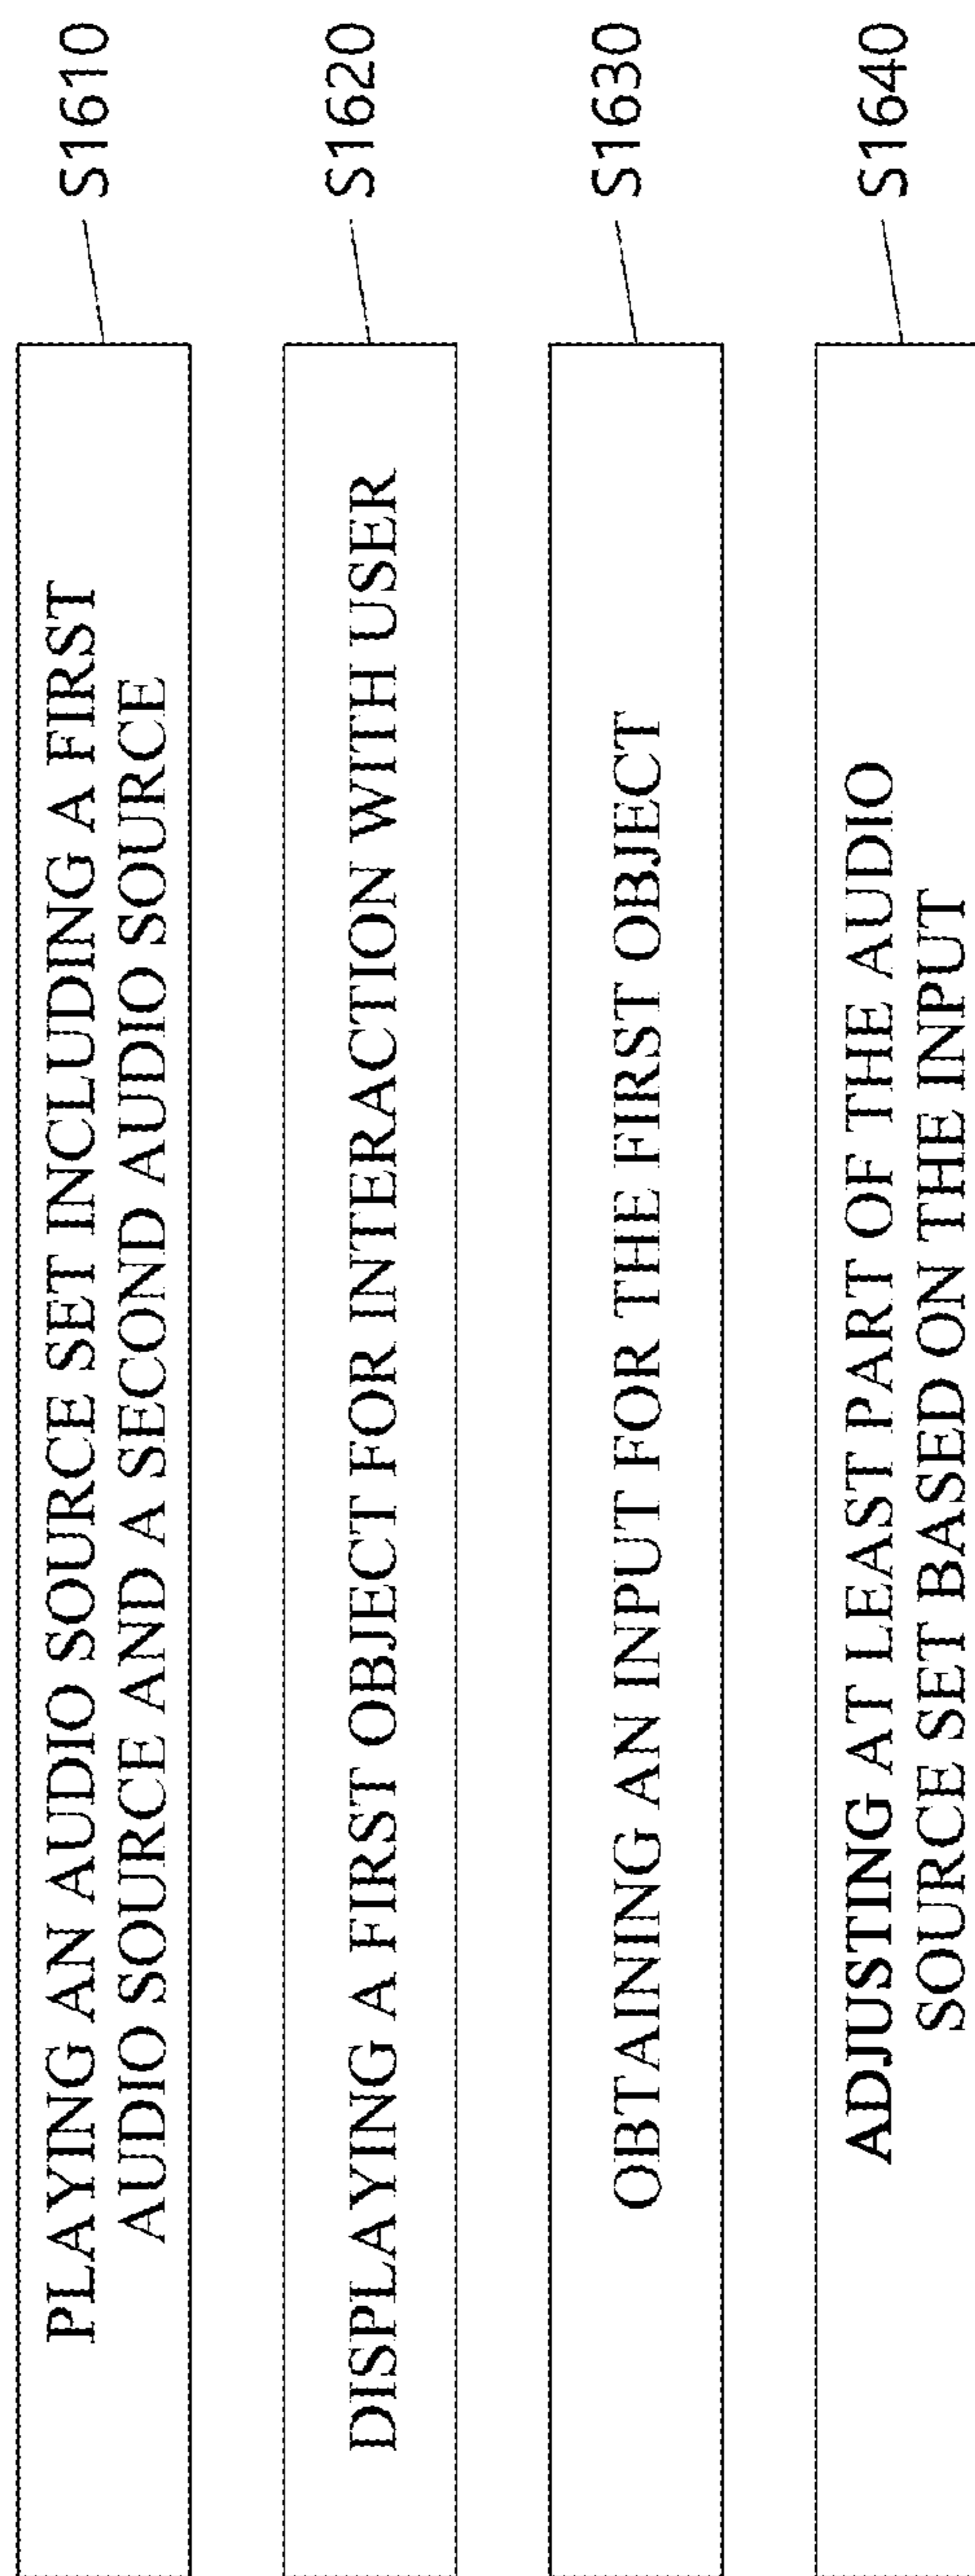 PLAYING AN AUDIO SOURCE SET INCLUDING A FIRST
AUDIO SOURCE AND A SECOND AUDIO SOURCE
S1610
DISPLAYING A FIRST OBJECT FOR INTERACTION WITH USER
S1620
OBTAINING AN INPUT FOR THE FIRST OBJECT
S1630
ADJUSTING AT LEAST PART OF THE AUDIO
SOURCE SET BASED ON THE INPUT
S1640